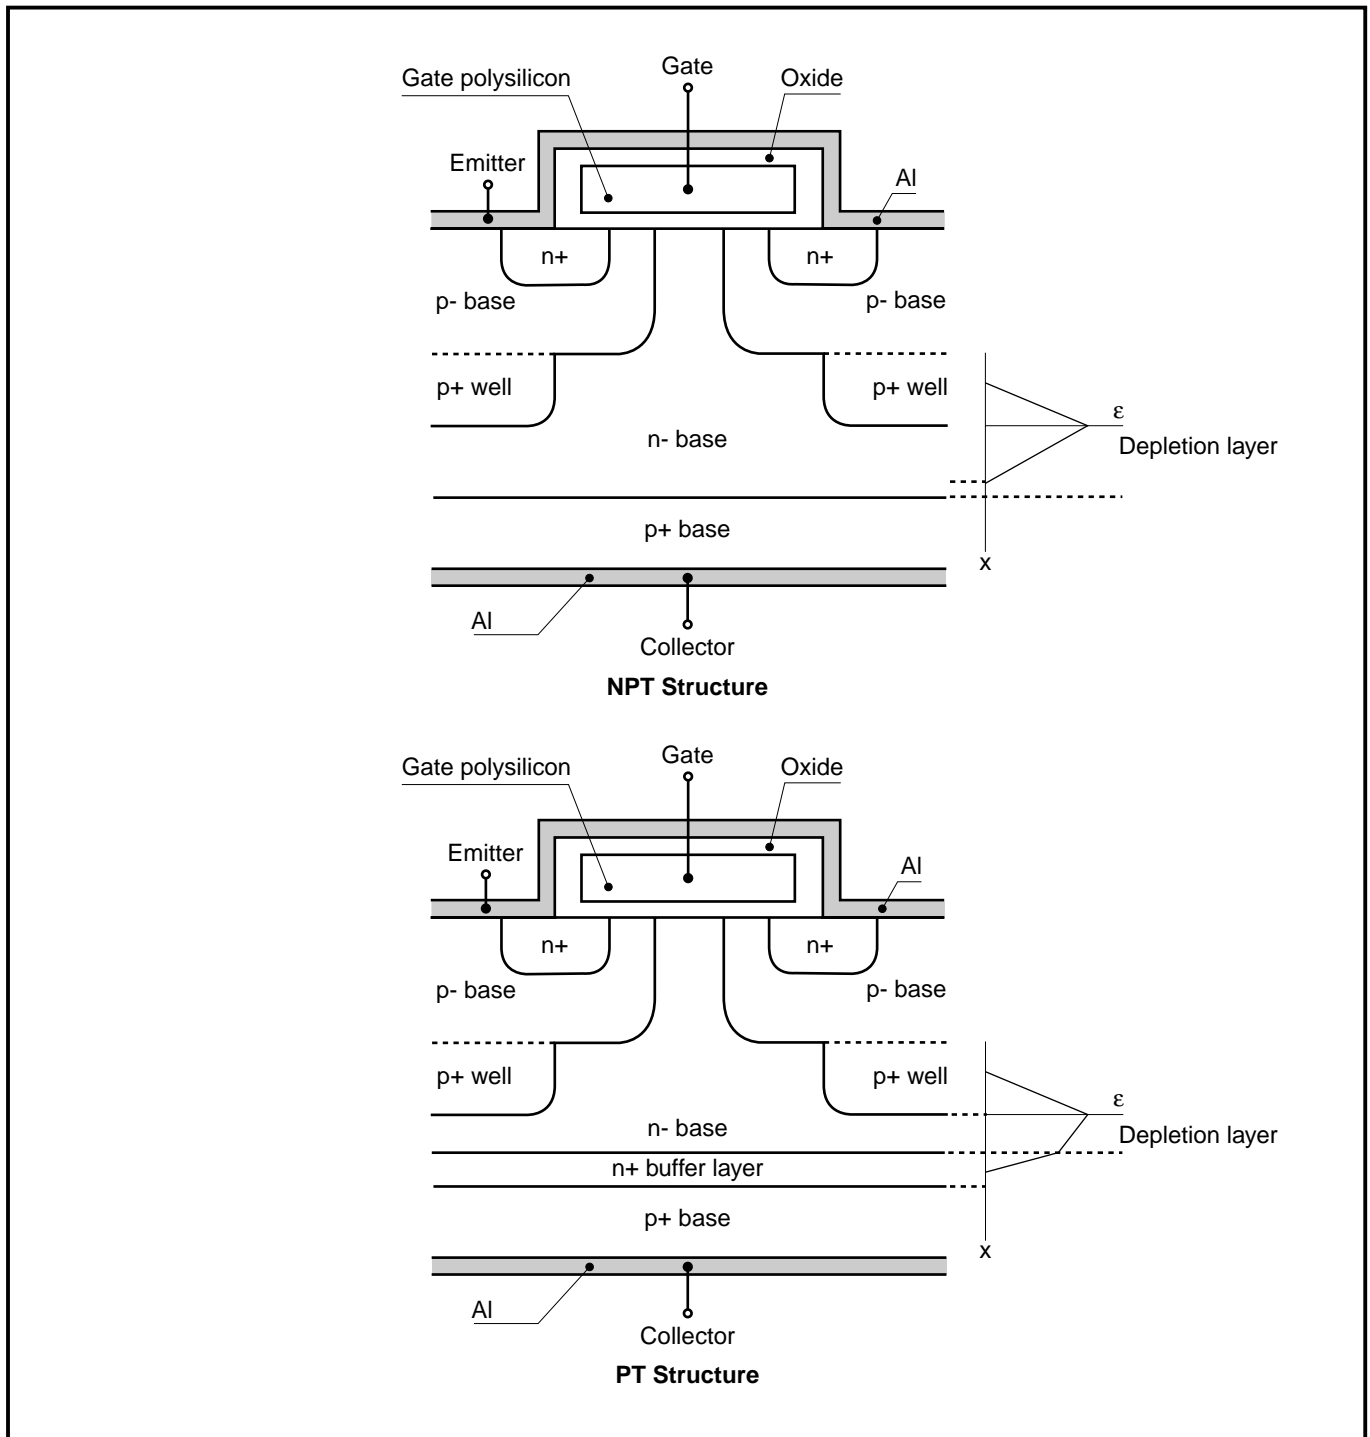 Gate
Gate polysilicon
Oxide
Emitter
Al
n+
n+
p- base
p- base
p+ well
p+ well
ε
n- base
Depletion layer
p+ base
x
Al
Collector
NPT Structure
Gate
Gate polysilicon
Oxide
Emitter
Al
n+
n+
p- base
p- base
p+ well
p+ well
ε
n- base
Depletion layer
n+ buffer layer
p+ base
x
Al
Collector
PT Structure